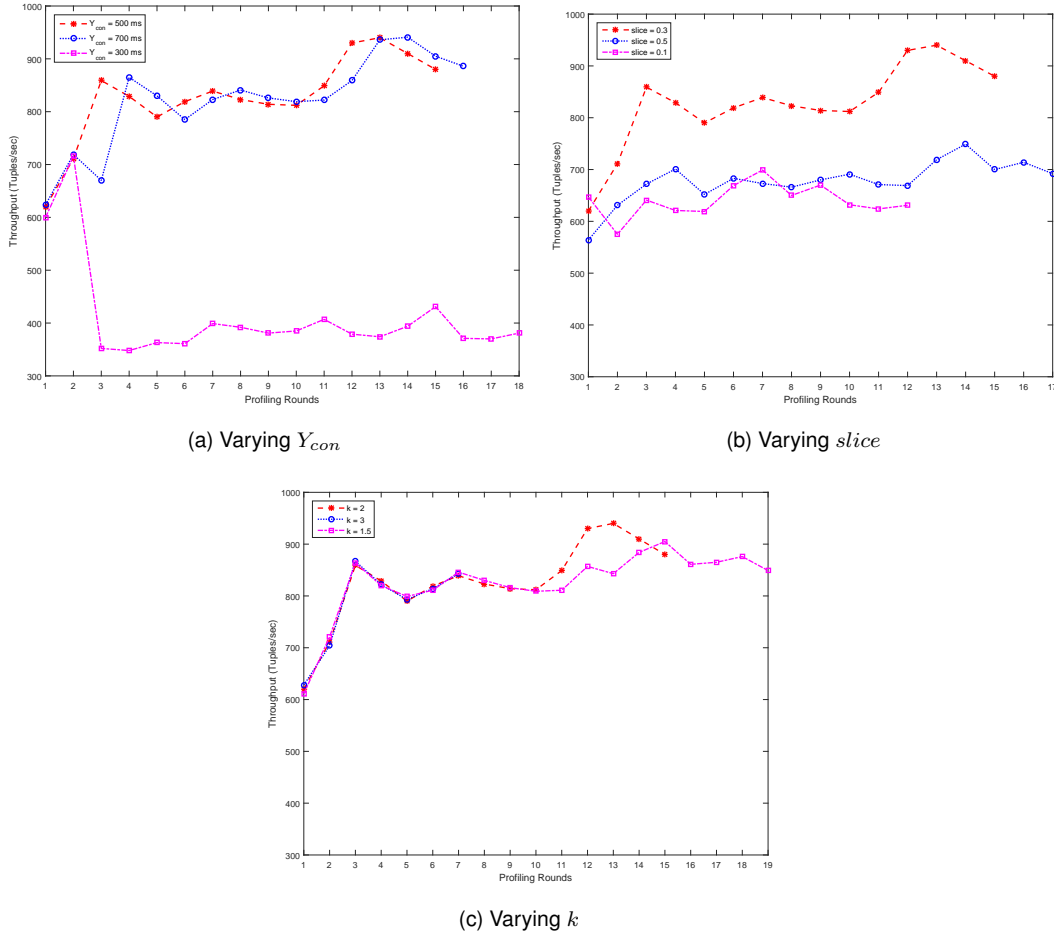 1000
900
800
700
600
500
400
300
Throughput (Tuples/sec)
Y_con = 500 ms
Y_con = 700 ms
Y_con = 300 ms
1 2 3 4 5 6 7 8 9 10 11 12 13 14 15 16 17 18
Profiling Rounds
(a) Varying Y_con
1000
900
800
700
600
500
400
300
Throughput (Tuples/sec)
slice = 0.3
slice = 0.5
slice = 0.1
1 2 3 4 5 6 7 8 9 10 11 12 13 14 15 16 17
Profiling Rounds
(b) Varying slice
1000
900
800
700
600
500
400
300
Throughput (Tuples/sec)
k = 2
k = 3
k = 1.5
1 2 3 4 5 6 7 8 9 10 11 12 13 14 15 16 17 18 19
Profiling Rounds
(c) Varying k